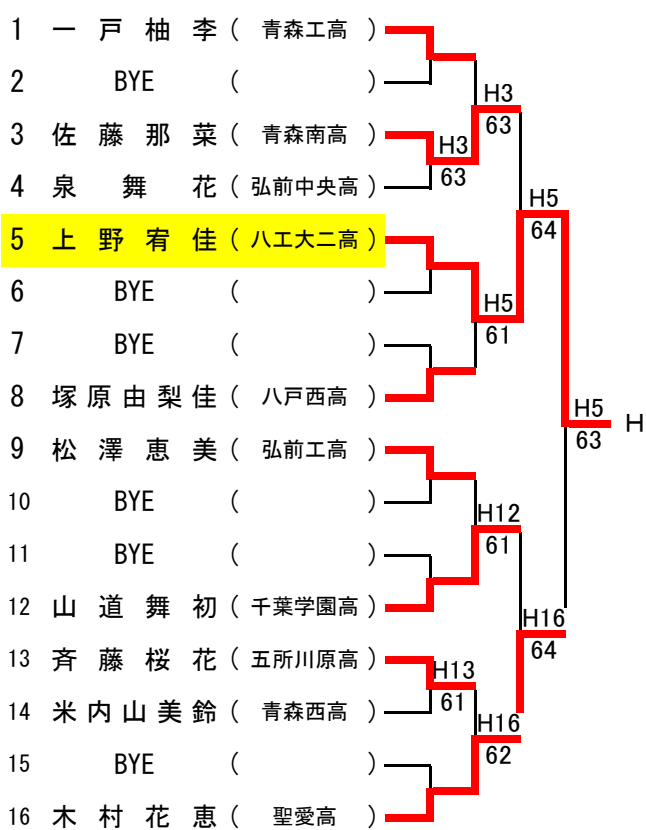 1 一戸柚李 ( 青森工高 )
2 BYE ( )
3 佐藤那菜 ( 青森南高 )
4 泉舞花 ( 弘前中央高 )
5 上野宥佳 ( 八工大二高 )
6 BYE ( )
7 BYE ( )
8 塚原由梨佳 ( 八戸西高 )
9 松澤恵美 ( 弘前工高 )
10 BYE ( )
11 BYE ( )
12 山道舞初 ( 千葉学園高 )
13 斉藤桜花 ( 五所川原高 )
14 米内山美鈴 ( 青森西高 )
15 BYE ( )
16 木村花恵 ( 聖愛高 )
H3
63
H13
61
H3
63
H5
61
H12
61
H16
62
H5
64
H16
64
H5
63
H